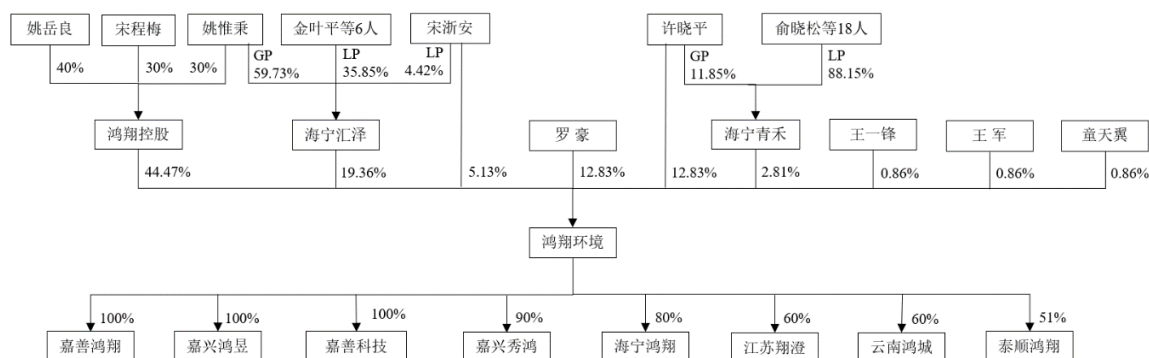 姚岳良
宋程梅
姚惟秉
金叶平等6人
宋浙安
许晓平
俞晓松等18人
40%
30%
30%
GP
59.73%
LP
35.85%
LP
4.42%
GP
11.85%
LP
88.15%
鸿翔控股
海宁汇泽
罗 豪
海宁青禾
王一锋
王 军
童天翼
44.47%
19.36%
5.13%
12.83%
12.83%
2.81%
0.86%
0.86%
0.86%
鸿翔环境
100%
100%
100%
90%
80%
60%
60%
51%
嘉善鸿翔
嘉兴鸿昱
嘉善科技
嘉兴秀鸿
海宁鸿翔
江苏翔澄
云南鸿城
泰顺鸿翔